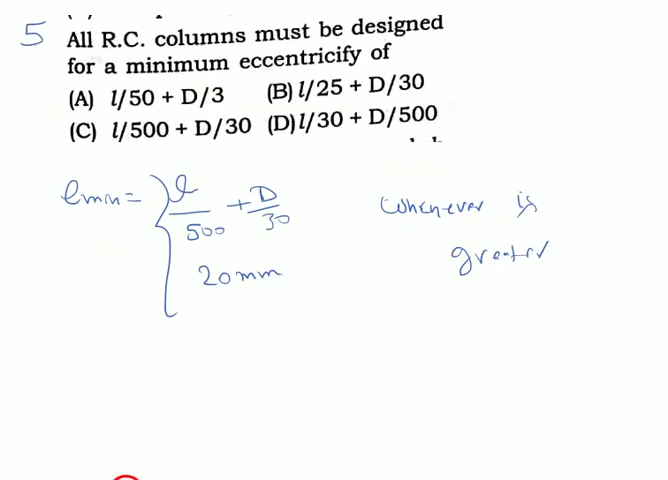 5 All R.C. columns must be designed
for a minimum eccentricify of
(A) l/50 + D/3 (B) l/25 + D/30
(C) l/500 + D/30 (D) l/30 + D/500
emin = { l/500 + D/30 whenever is
20mm greater